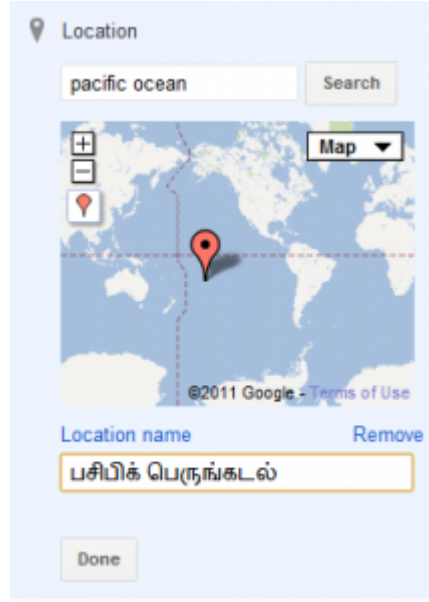 Location
pacific ocean Search
Map
©2011 Google - Terms of Use
Location name Remove
பசிபிக் பெருங்கடல்
Done